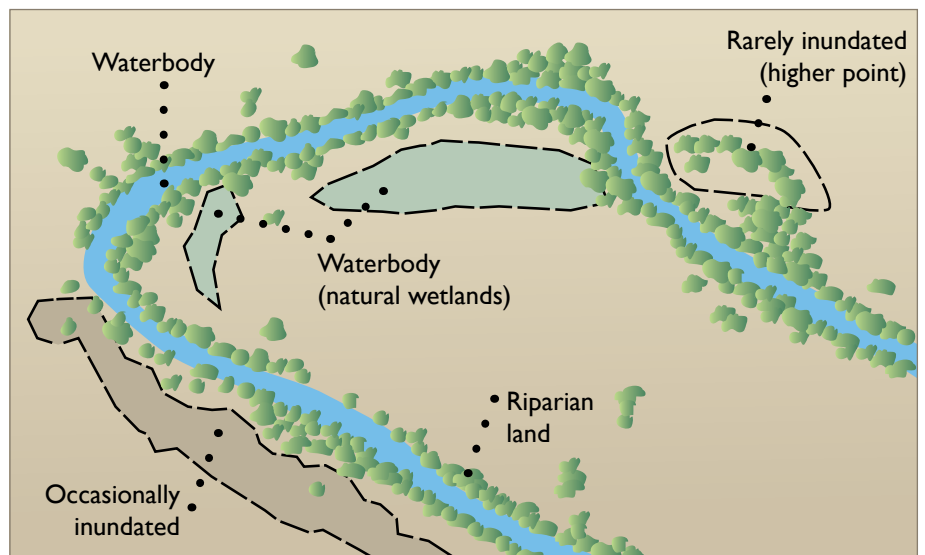 Waterbody
Rarely inundated
(higher point)
Waterbody
(natural wetlands)
Riparian
land
Occasionally
inundated